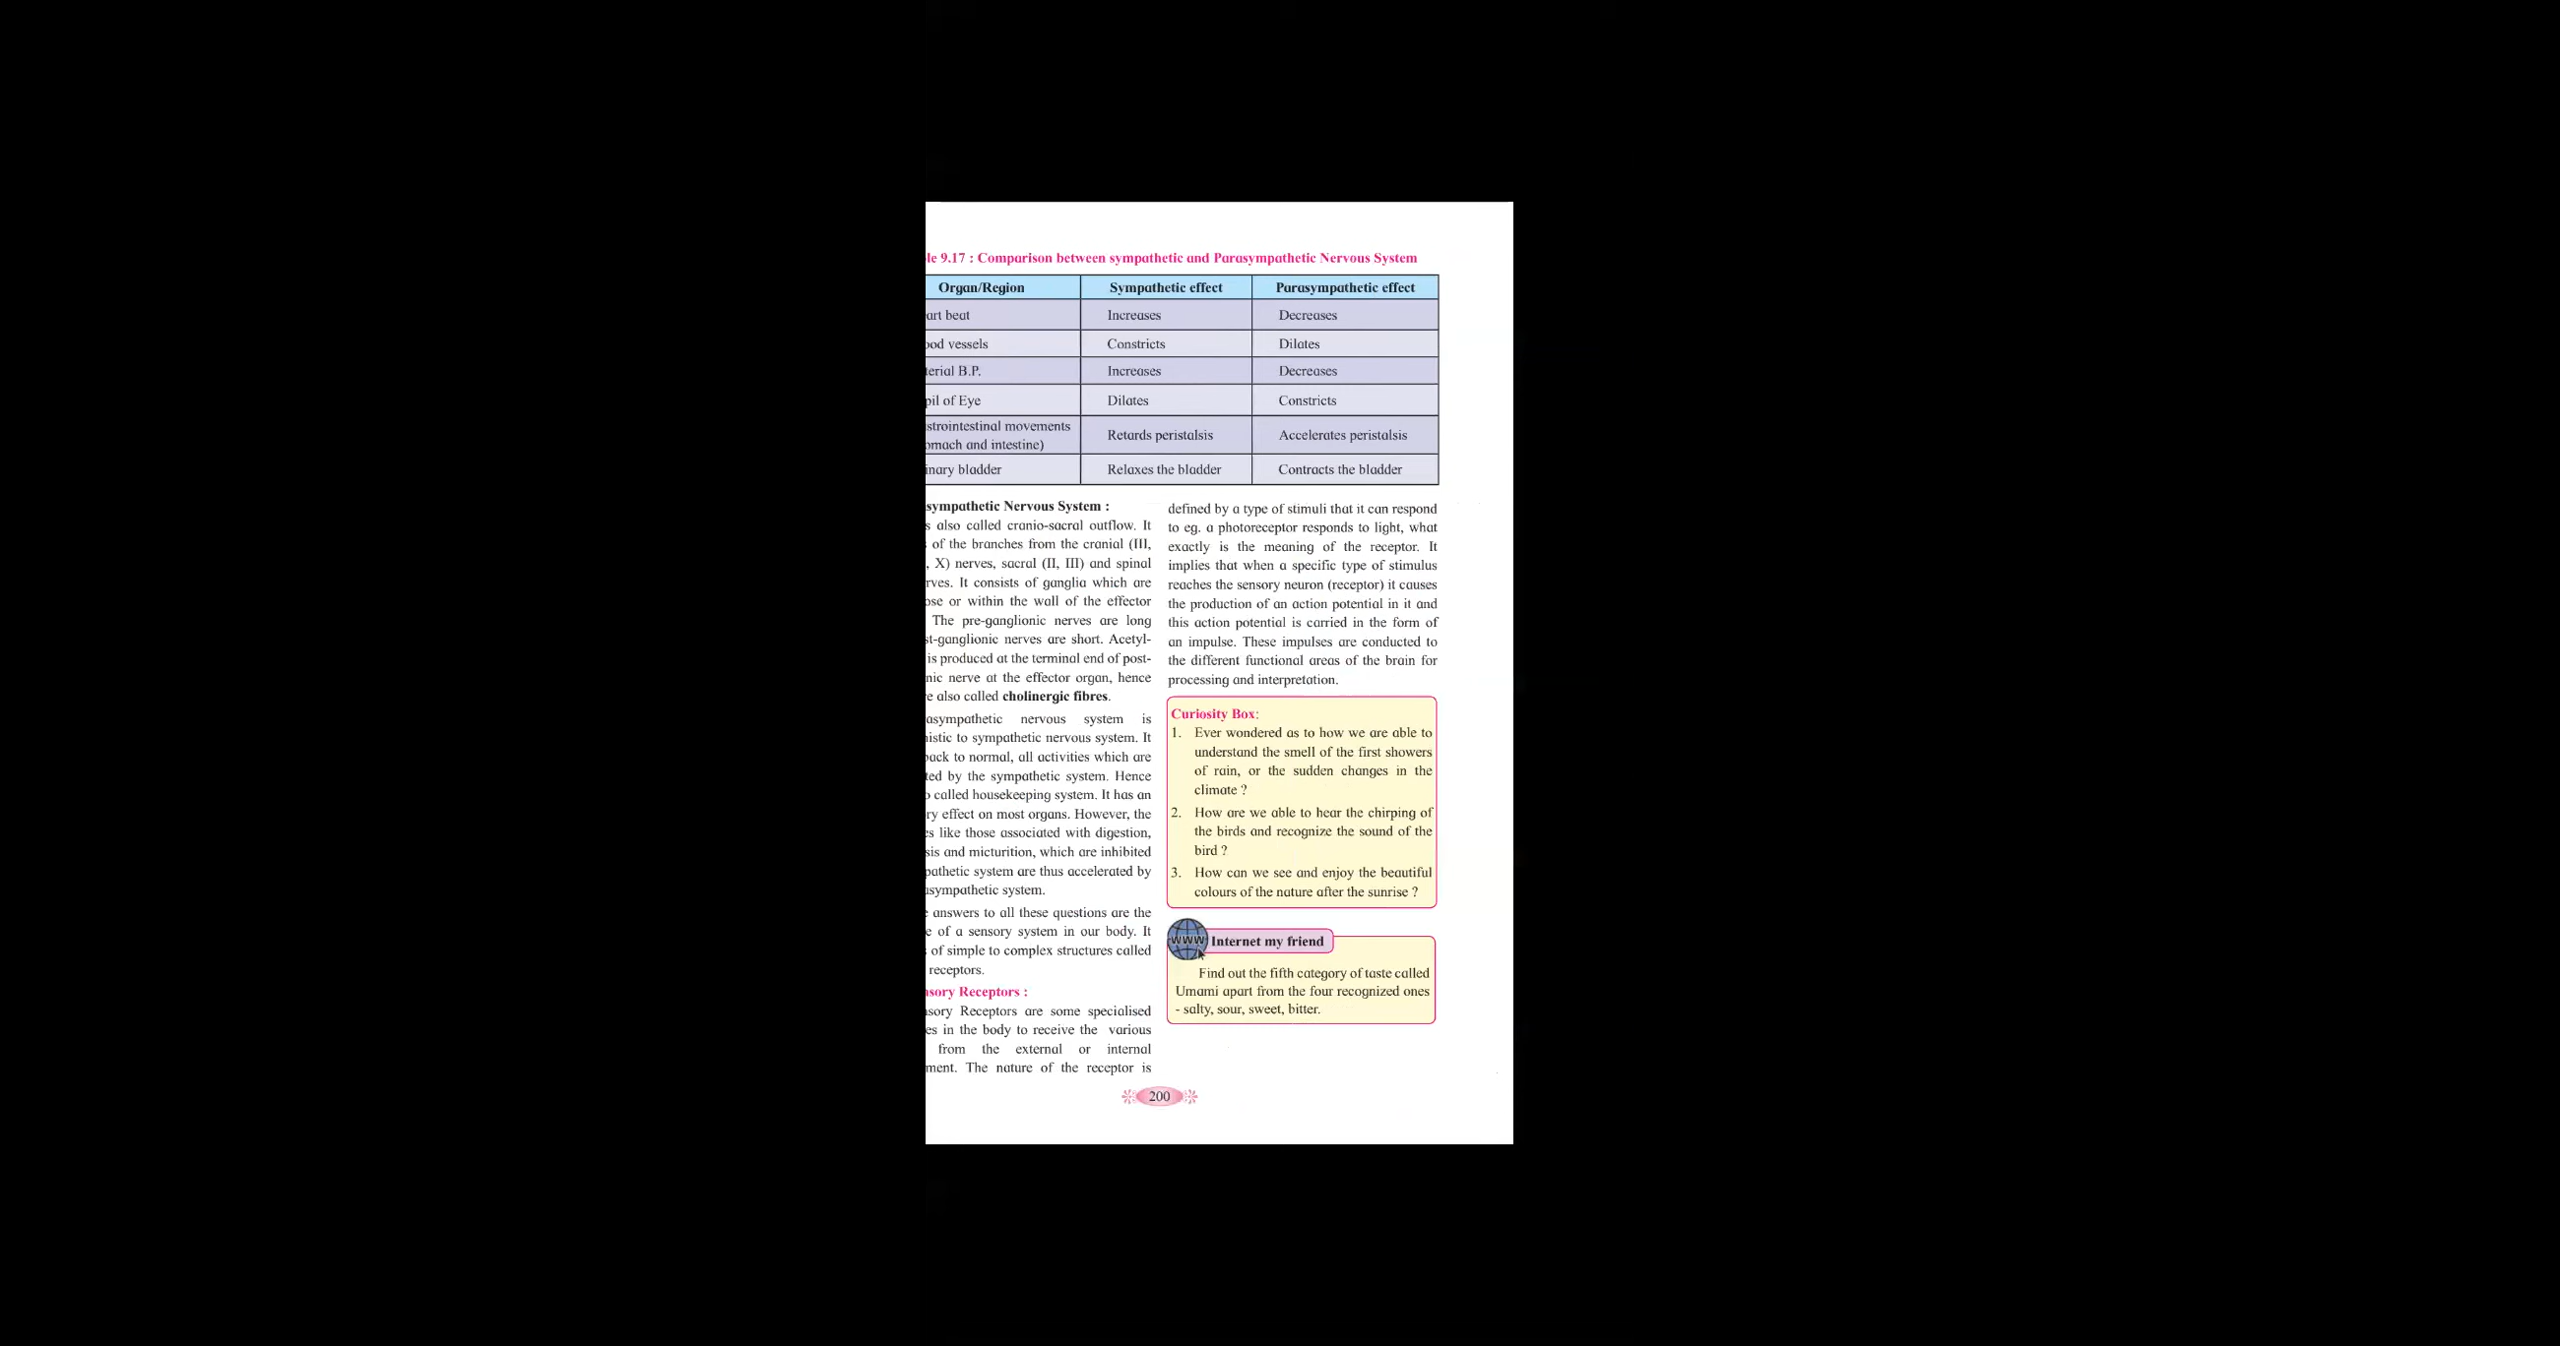 le 9.17 : Comparison between sympathetic and Parasympathetic Nervous System
Organ/Region Sympathetic effect Parasympathetic effect
art beat Increases Decreases
ood vessels Constricts Dilates
terial B.P. Increases Decreases
pil of Eye Dilates Constricts
strointestinal movements
omach and intestine) Retards peristalsis Accelerates peristalsis
inary bladder Relaxes the bladder Contracts the bladder
sympathetic Nervous System :
s also called cranio-sacral outflow. It
of the branches from the cranial (III,
, X) nerves, sacral (II, III) and spinal
rves. It consists of ganglia which are
ose or within the wall of the effector
The pre-ganglionic nerves are long
st-ganglionic nerves are short. Acetyl-
is produced at the terminal end of post-
nic nerve at the effector organ, hence
e also called cholinergic fibres.
asympathetic nervous system is
nistic to sympathetic nervous system. It
back to normal, all activities which are
ted by the sympathetic system. Hence
o called housekeeping system. It has an
ry effect on most organs. However, the
es like those associated with digestion,
sis and micturition, which are inhibited
pathetic system are thus accelerated by
asympathetic system.
e answers to all these questions are the
e of a sensory system in our body. It
of simple to complex structures called
receptors.
nsory Receptors :
nsory Receptors are some specialised
es in the body to receive the various
from the external or internal
ment. The nature of the receptor is
defined by a type of stimuli that it can respond
to eg. a photoreceptor responds to light, what
exactly is the meaning of the receptor. It
implies that when a specific type of stimulus
reaches the sensory neuron (receptor) it causes
the production of an action potential in it and
this action potential is carried in the form of
an impulse. These impulses are conducted to
the different functional areas of the brain for
processing and interpretation.
Curiosity Box:
1. Ever wondered as to how we are able to
understand the smell of the first showers
of rain, or the sudden changes in the
climate ?
2. How are we able to hear the chirping of
the birds and recognize the sound of the
bird ?
3. How can we see and enjoy the beautiful
colours of the nature after the sunrise ?
www Internet my friend
Find out the fifth category of taste called
Umami apart from the four recognized ones
- salty, sour, sweet, bitter.
200